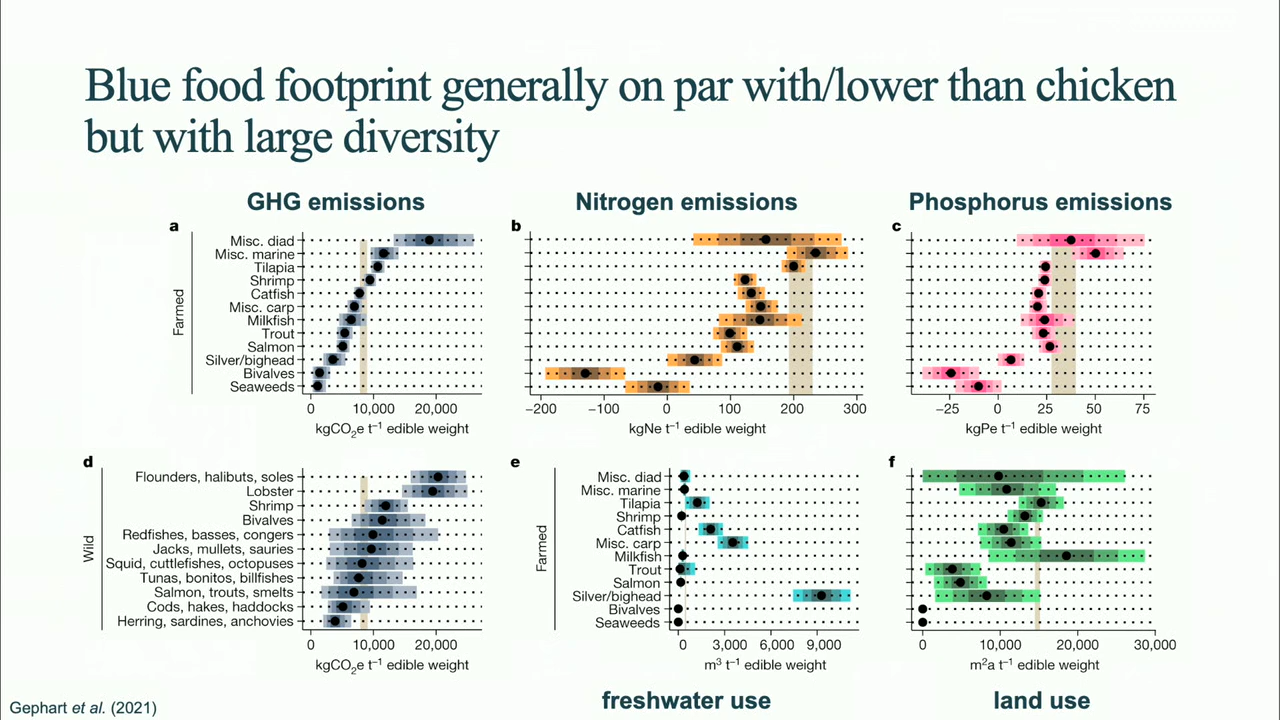 Blue food footprint generally on par with/lower than chicken
but with large diversity
GHG emissions
Nitrogen emissions
Phosphorus emissions
a
b
c
Farmed
Misc. diad
Misc. marine
Tilapia
Shrimp
Catfish
Misc. carp
Milkfish
Trout
Salmon
Silver/bighead
Bivalves
Seaweeds
0 10,000 20,000
kgCO₂e t⁻¹ edible weight
−200 −100 0 100 200 300
kgNe t⁻¹ edible weight
−25 0 25 50 75
kgPe t⁻¹ edible weight
d
e
f
Wild
Flounders, halibuts, soles
Lobster
Shrimp
Bivalves
Redfishes, basses, congers
Jacks, mullets, sauries
Squid, cuttlefishes, octopuses
Tunas, bonitos, billfishes
Salmon, trouts, smelts
Cods, hakes, haddocks
Herring, sardines, anchovies
0 10,000 20,000
kgCO₂e t⁻¹ edible weight
Farmed
Misc. diad
Misc. marine
Tilapia
Shrimp
Catfish
Misc. carp
Milkfish
Trout
Salmon
Silver/bighead
Bivalves
Seaweeds
0 3,000 6,000 9,000
m³ t⁻¹ edible weight
0 10,000 20,000 30,000
m²a t⁻¹ edible weight
freshwater use
land use
Gephart et al. (2021)